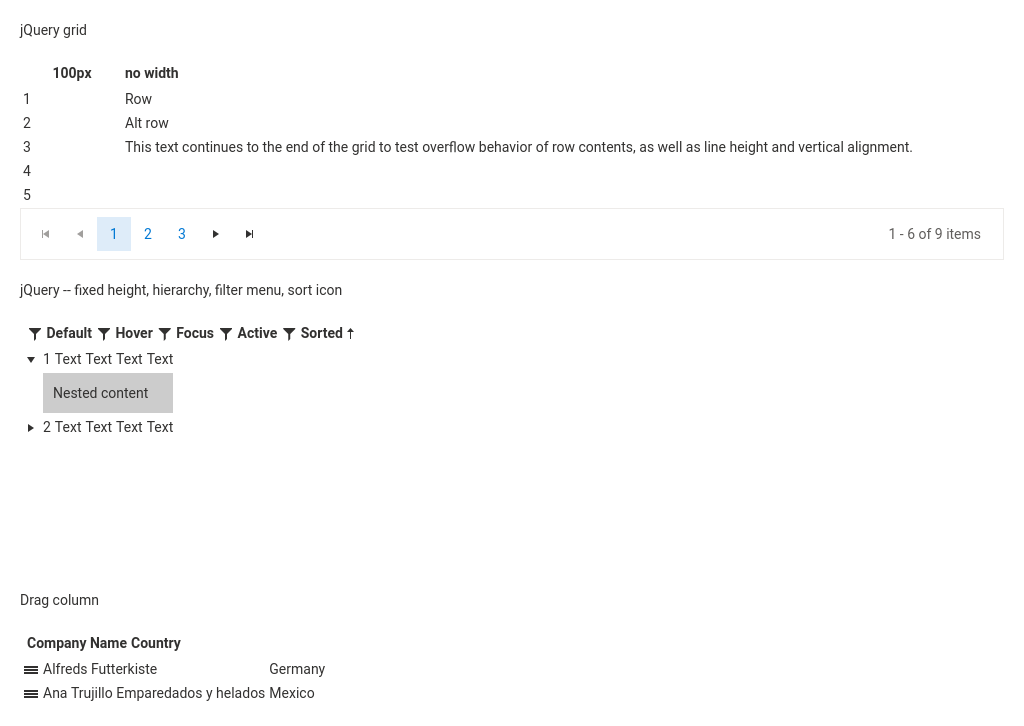 jQuery grid
100px no width
1 Row
2 Alt row
3 This text continues to the end of the grid to test overflow behavior of row contents, as well as line height and vertical alignment.
4
5
1 2 3 1 - 6 of 9 items
jQuery -- fixed height, hierarchy, filter menu, sort icon
Default Hover Focus Active Sorted
1 Text Text Text Text
Nested content
2 Text Text Text Text
Drag column
Company Name Country
Alfreds Futterkiste Germany
Ana Trujillo Emparedados y helados Mexico